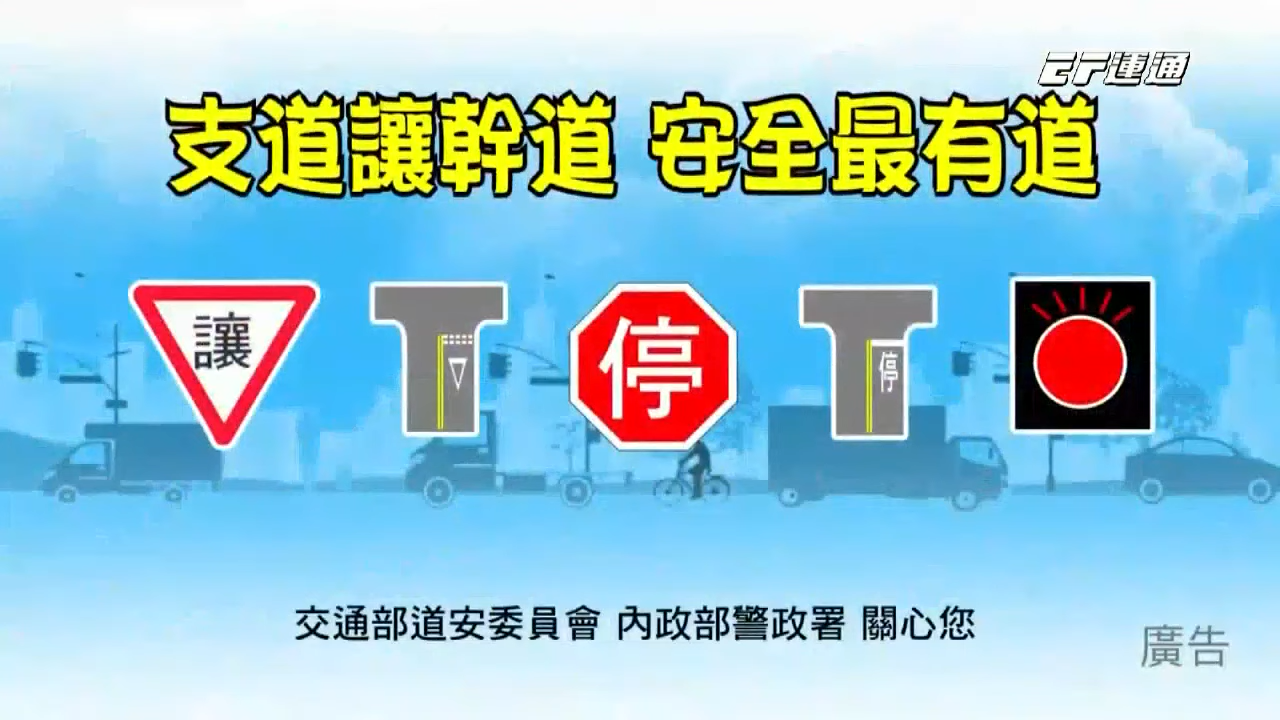 ET運通
支道讓幹道 安全最有道
讓
停
停
交通部道安委員會 內政部警政署 關心您
廣告